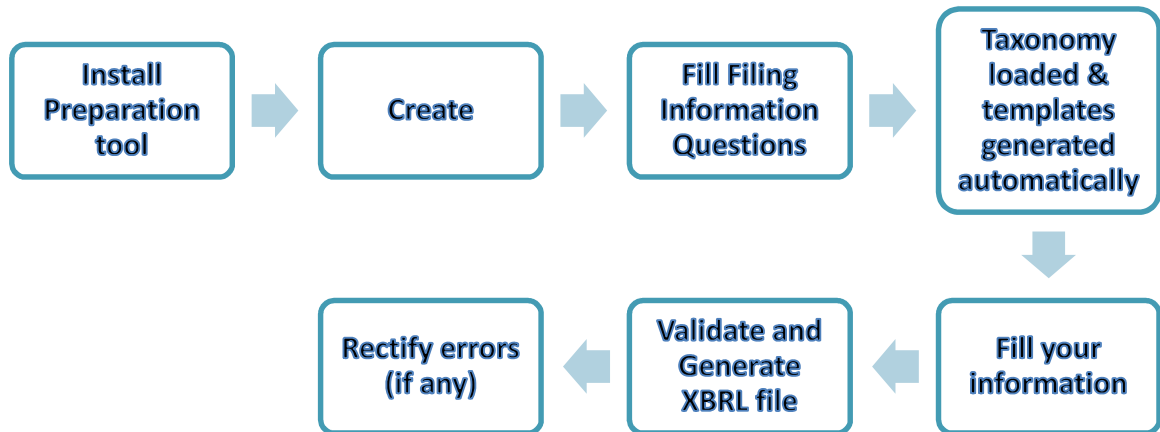 Install
Preparation
tool
Create
Fill Filing
Information
Questions
Taxonomy
loaded &
templates
generated
automatically
Fill your
information
Validate and
Generate
XBRL file
Rectify errors
(if any)